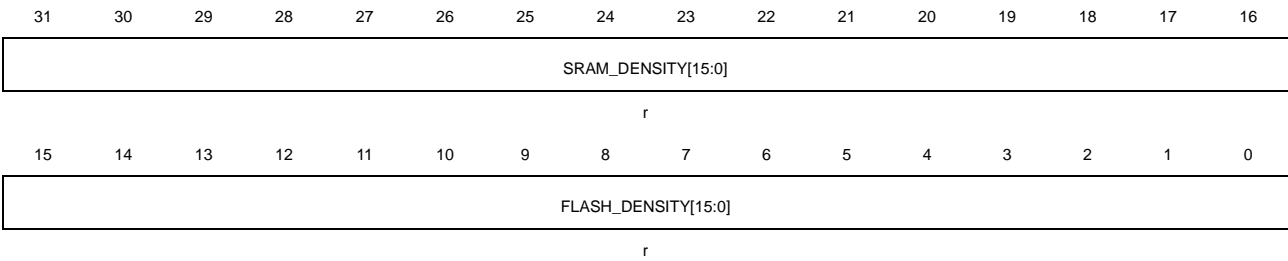 31 30 29 28 27 26 25 24 23 22 21 20 19 18 17 16
SRAM_DENSITY[15:0]
r
15 14 13 12 11 10 9 8 7 6 5 4 3 2 1 0
FLASH_DENSITY[15:0]
r